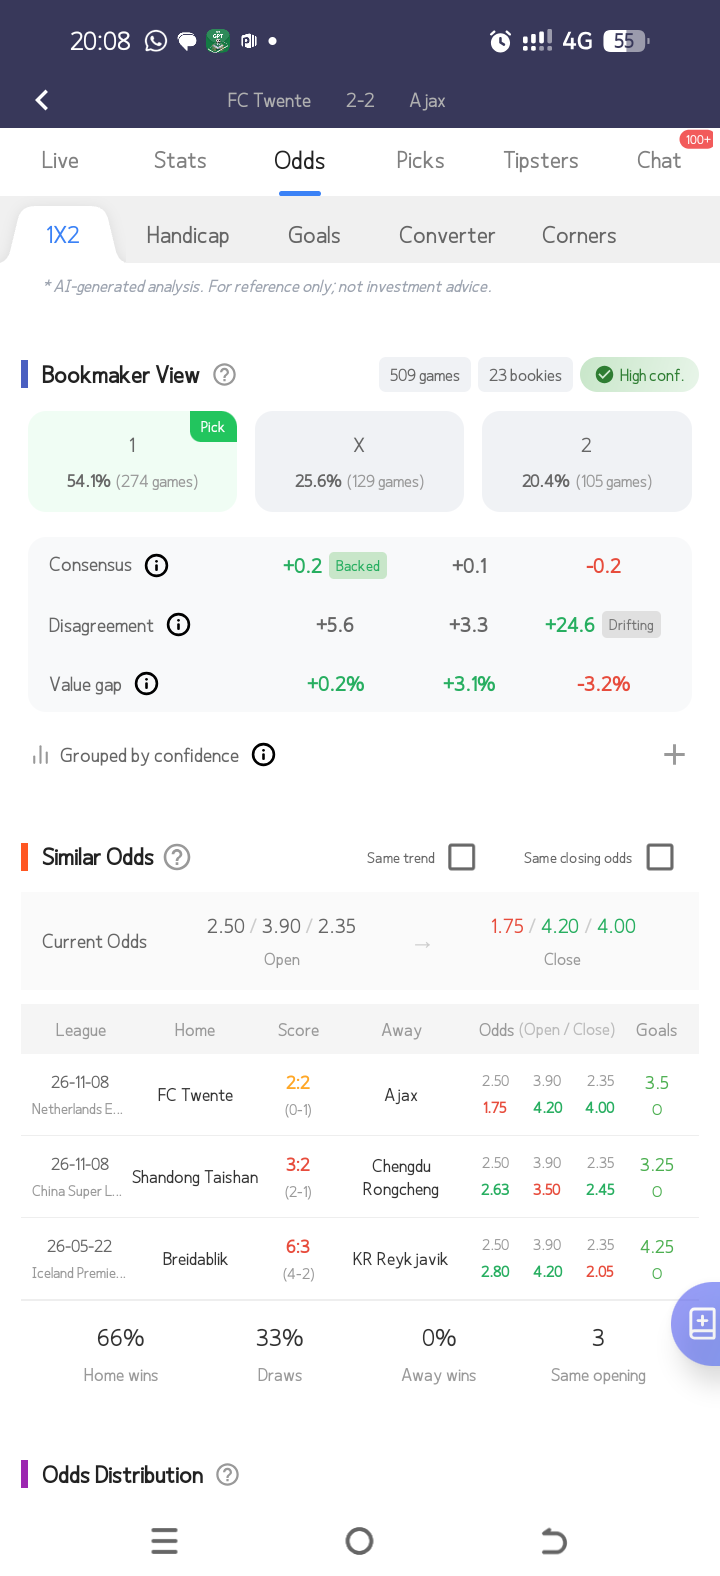 20:08 4G 55
FC Twente 2-2 Ajax
Live Stats Odds Picks Tipsters Chat 100+
1X2 Handicap Goals Converter Corners
* AI-generated analysis. For reference only; not investment advice.
Bookmaker View 509 games 23 bookies High conf.
Pick
1 X 2
54.1% (274 games) 25.6% (129 games) 20.4% (105 games)
Consensus +0.2 Backed +0.1 -0.2
Disagreement +5.6 +3.3 +24.6 Drifting
Value gap +0.2% +3.1% -3.2%
Grouped by confidence
Similar Odds Same trend Same closing odds
Current Odds 2.50 / 3.90 / 2.35 → 1.75 / 4.20 / 4.00
Open Close
League Home Score Away Odds (Open / Close) Goals
26-11-08 FC Twente 2:2 Ajax 2.50 3.90 2.35 3.5
Netherlands E... (0-1) 1.75 4.20 4.00 O
26-11-08 Shandong Taishan 3:2 Chengdu 2.50 3.90 2.35 3.25
China Super L... (2-1) Rongcheng 2.63 3.50 2.45 O
26-05-22 Breidablik 6:3 KR Reykjavik 2.50 3.90 2.35 4.25
Iceland Premie... (4-2) 2.80 4.20 2.05 O
66% 33% 0% 3
Home wins Draws Away wins Same opening
Odds Distribution